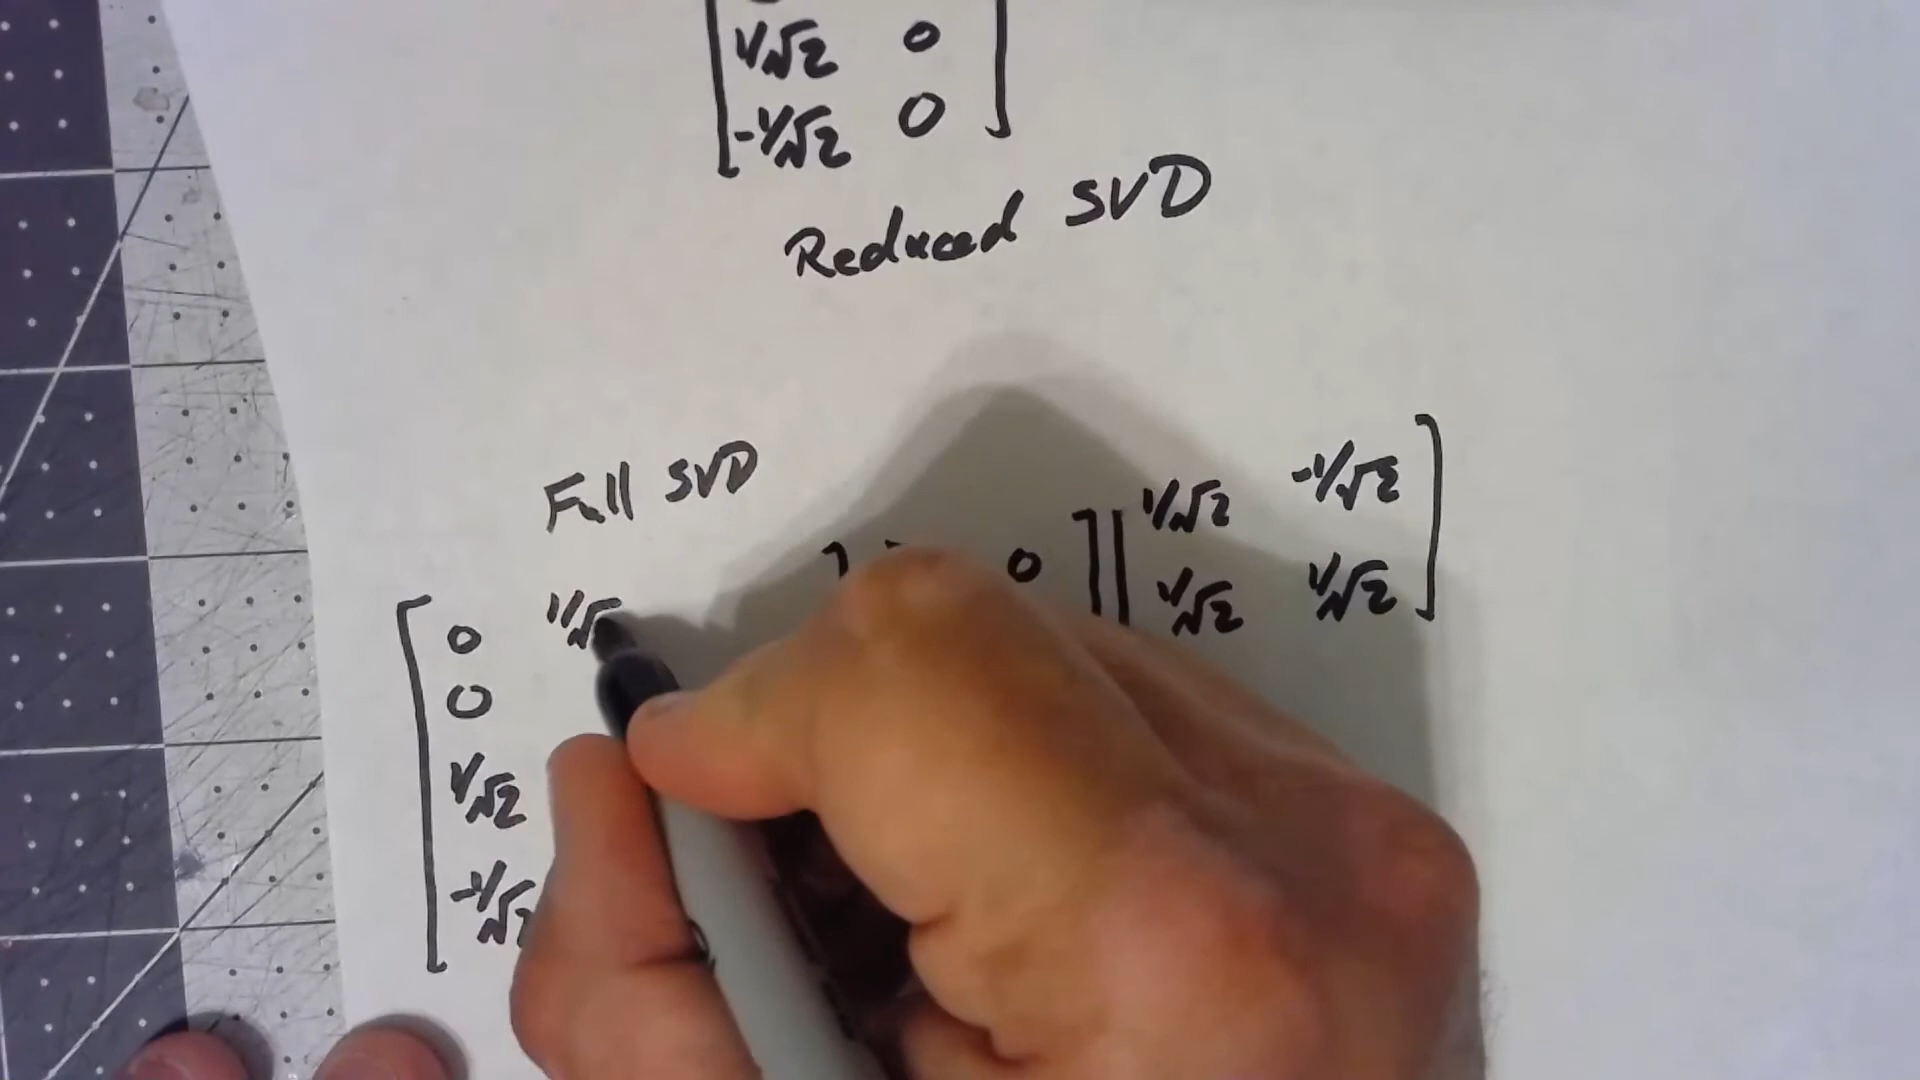 1/√2 0
-1/√2 0
Reduced SVD
Full SVD
0 1/√ 0 1/√2 -1/√2
0 1/√2 1/√2
1/√2
-1/√2